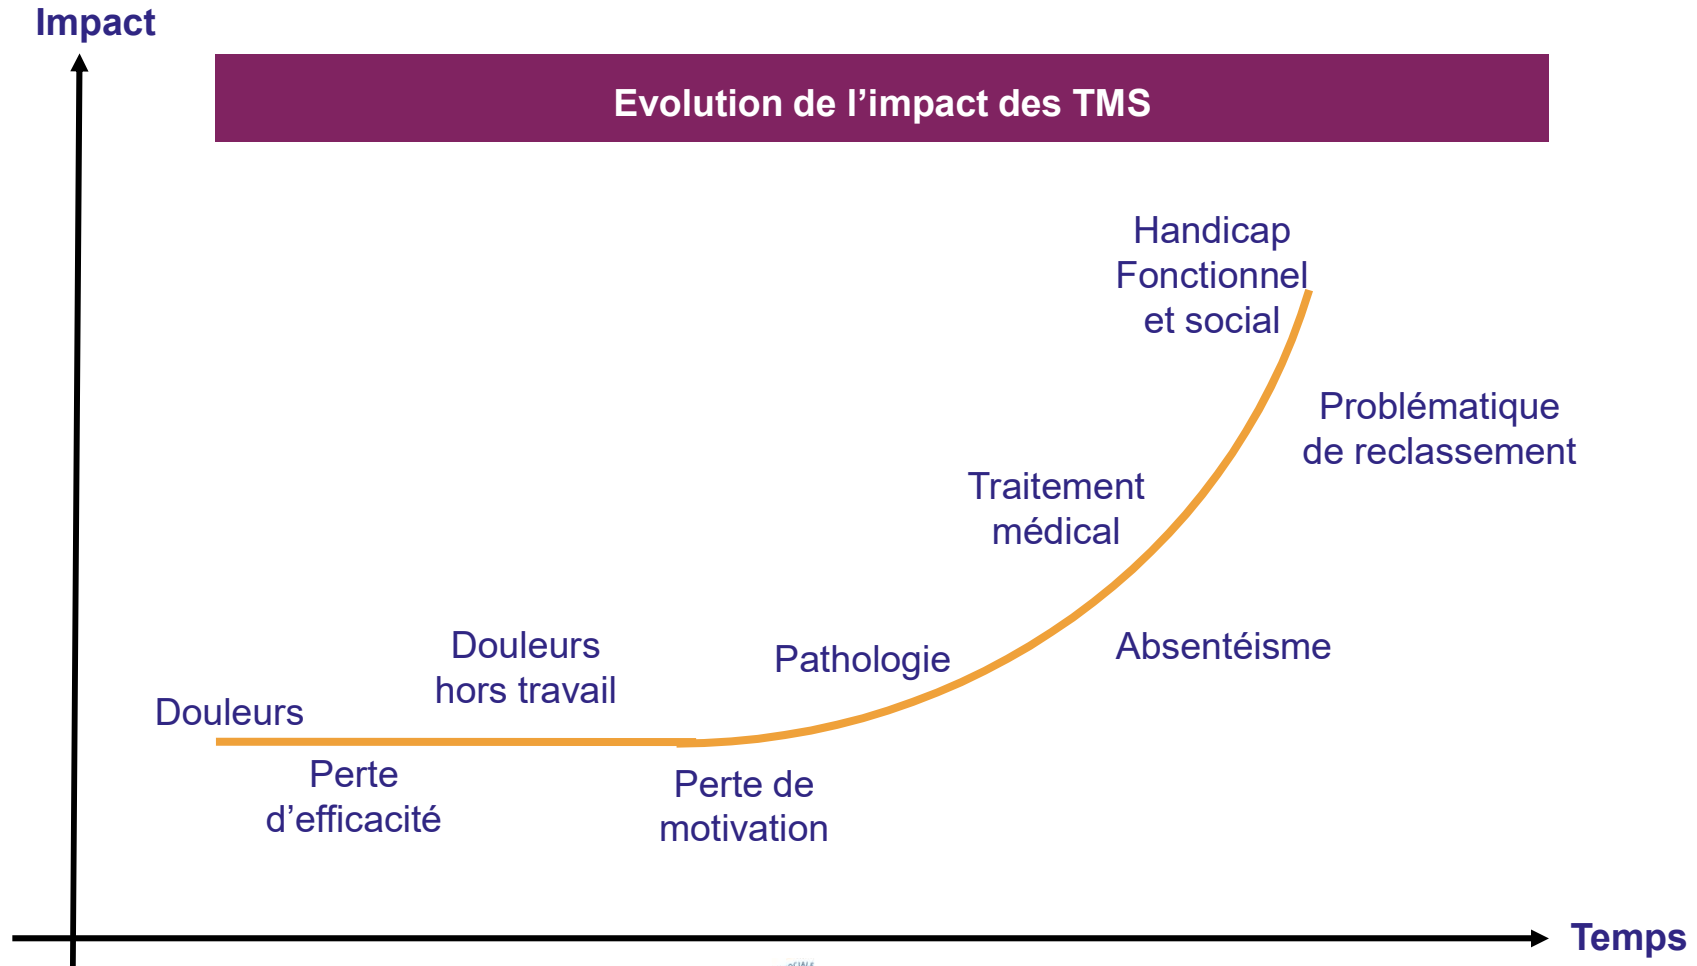 Impact
Evolution de l’impact des TMS
Handicap
Fonctionnel
et social
Problématique
de reclassement
Traitement
médical
Absentéisme
Pathologie
Douleurs
hors travail
Douleurs
Perte
d’efficacité
Perte de
motivation
Temps